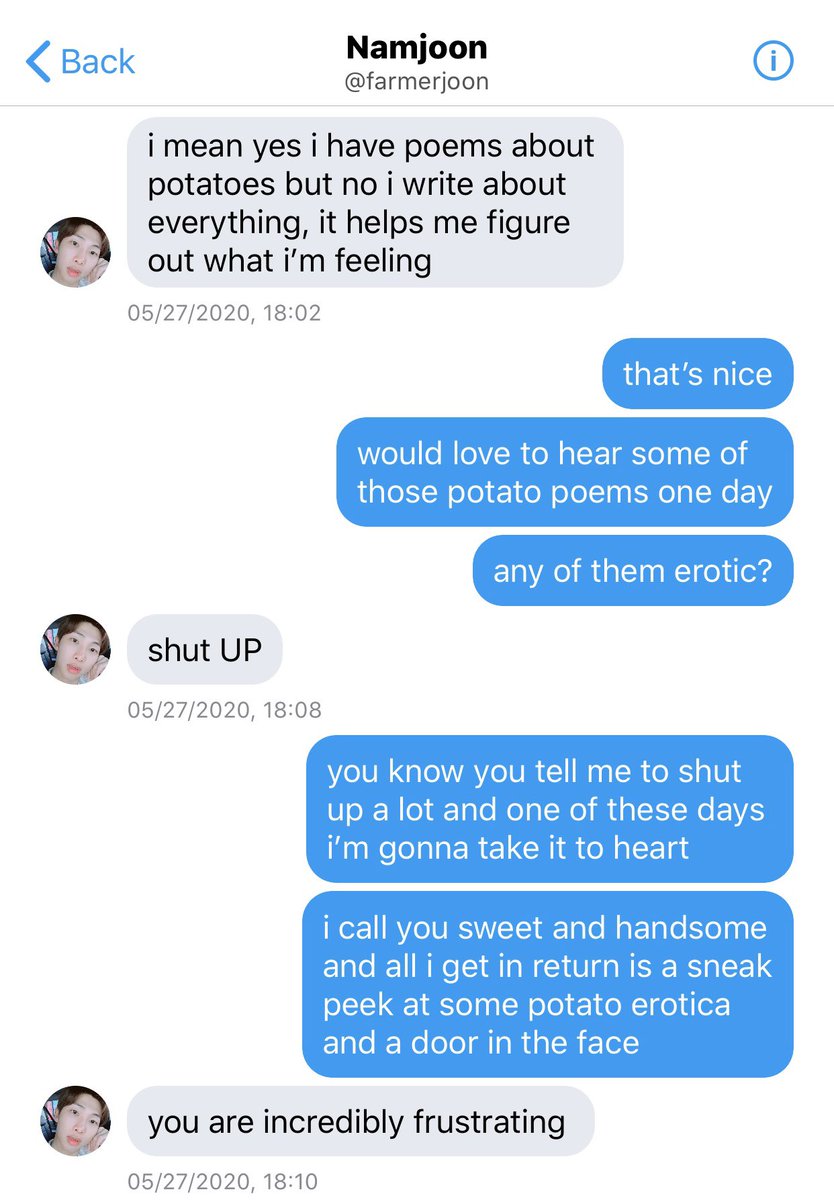 Back
Namjoon
@farmerjoon
i mean yes i have poems about
potatoes but no i write about
everything, it helps me figure
out what i’m feeling
05/27/2020, 18:02
that’s nice
would love to hear some of
those potato poems one day
any of them erotic?
shut UP
05/27/2020, 18:08
you know you tell me to shut
up a lot and one of these days
i’m gonna take it to heart
i call you sweet and handsome
and all i get in return is a sneak
peek at some potato erotica
and a door in the face
you are incredibly frustrating
05/27/2020, 18:10